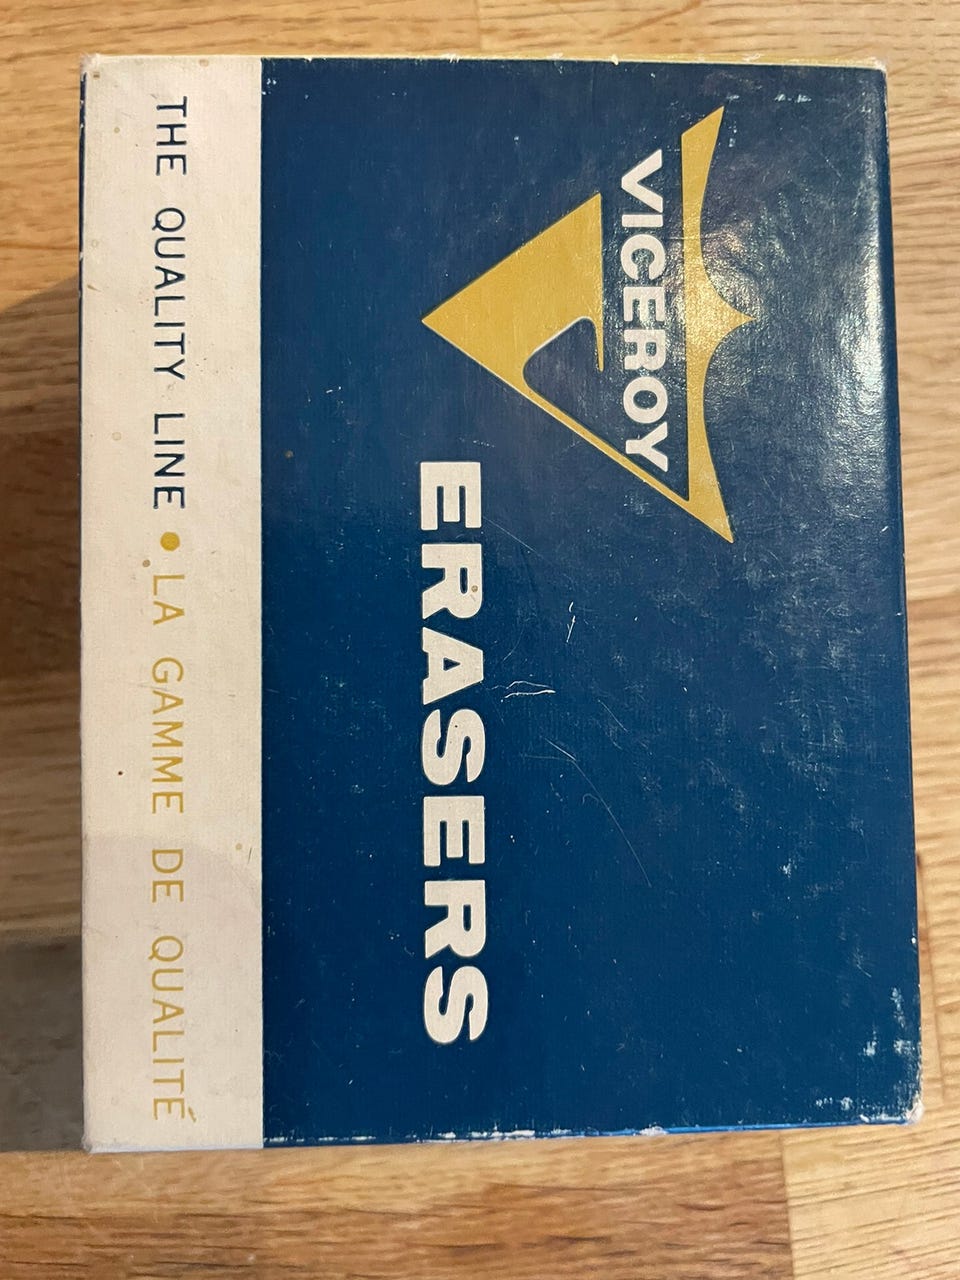 VICEROY
ERASERS
THE QUALITY LINE • LA GAMME DE QUALITÉ